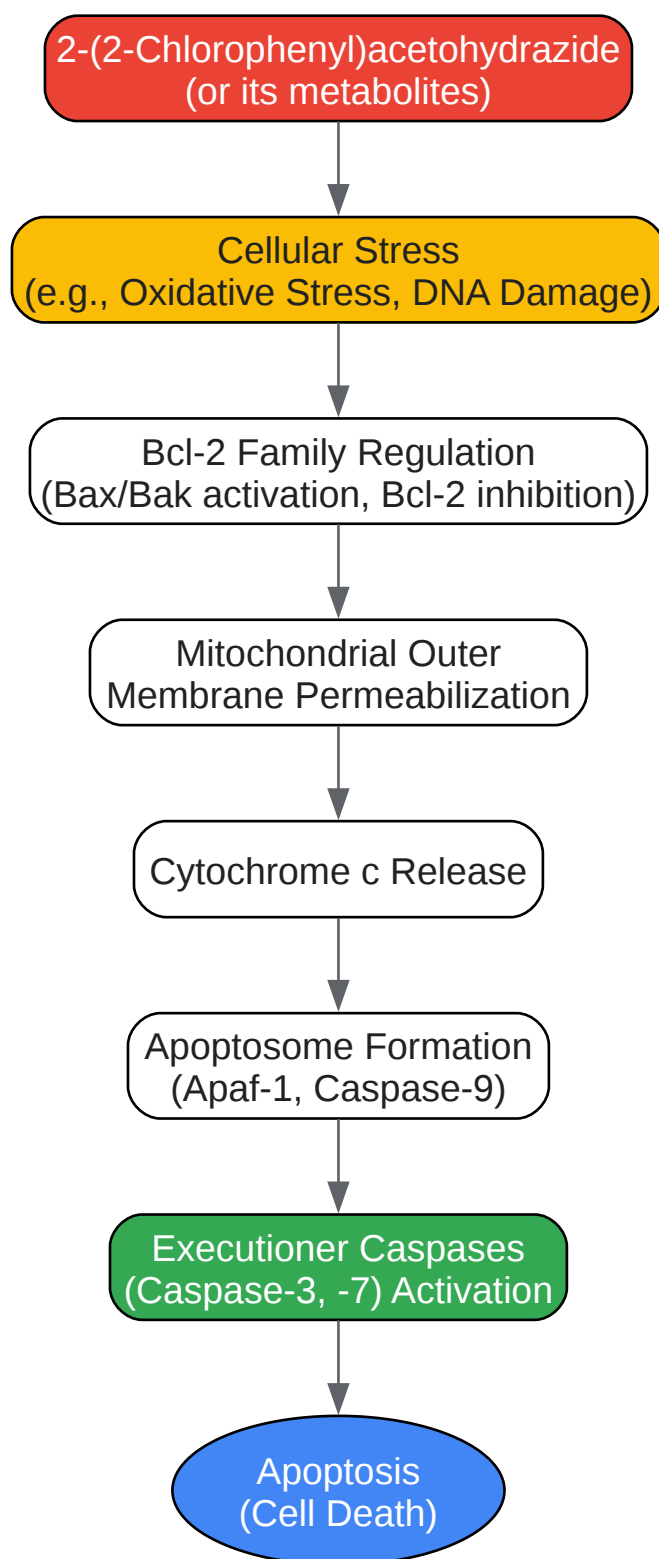 2-(2-Chlorophenyl)acetohydrazide
(or its metabolites)
Cellular Stress
(e.g., Oxidative Stress, DNA Damage)
Bcl-2 Family Regulation
(Bax/Bak activation, Bcl-2 inhibition)
Mitochondrial Outer
Membrane Permeabilization
Cytochrome c Release
Apoptosome Formation
(Apaf-1, Caspase-9)
Executioner Caspases
(Caspase-3, -7) Activation
Apoptosis
(Cell Death)